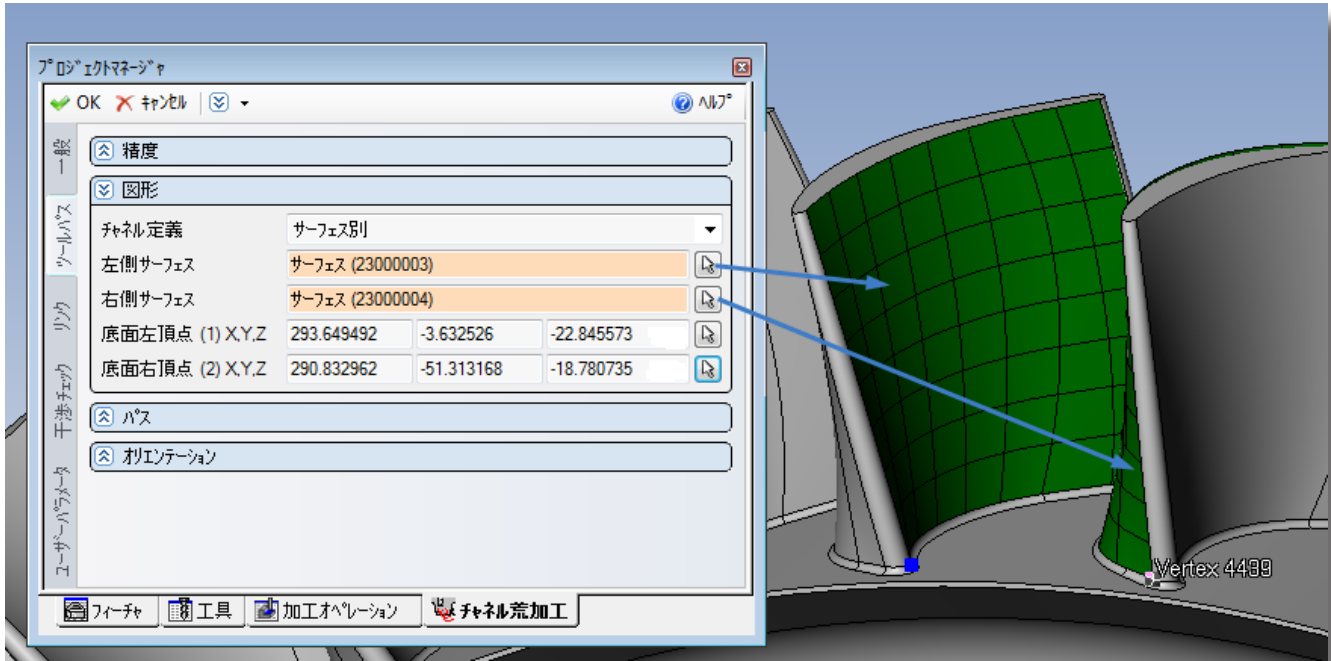 プロジェクトマネージャ
OK キャンセル ヘルプ
一般
ツールパス
リンク
干渉チェック
ユーザーパラメータ
精度
図形
チャネル定義 サーフェス別
左側サーフェス サーフェス (23000003)
右側サーフェス サーフェス (23000004)
底面左頂点 (1) X,Y,Z 293.649492 -3.632526 -22.845573
底面右頂点 (2) X,Y,Z 290.832962 -51.313168 -18.780735
パス
オリエンテーション
フィーチャ 工具 加工オペレーション チャネル荒加工
Vertex 4489